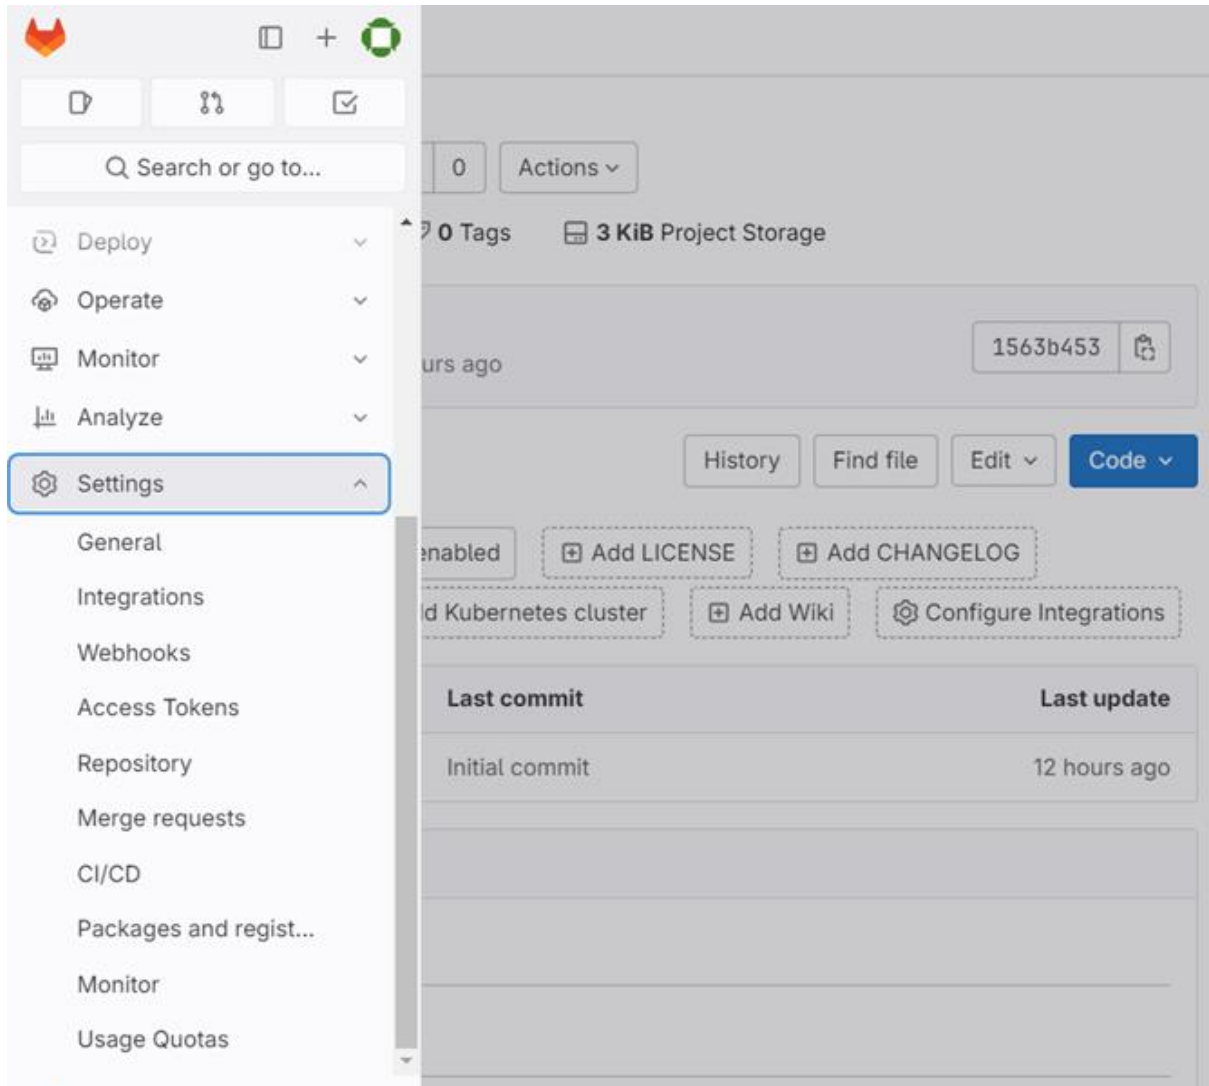 Search or go to...
0
Actions
0 Tags
3 KiB Project Storage
Deploy
Operate
Monitor
Analyze
Settings
General
Integrations
Webhooks
Access Tokens
Repository
Merge requests
CI/CD
Packages and regist...
Monitor
Usage Quotas
urs ago
1563b453
History
Find file
Edit
Code
enabled
Add LICENSE
Add CHANGELOG
d Kubernetes cluster
Add Wiki
Configure Integrations
Last commit
Last update
Initial commit
12 hours ago